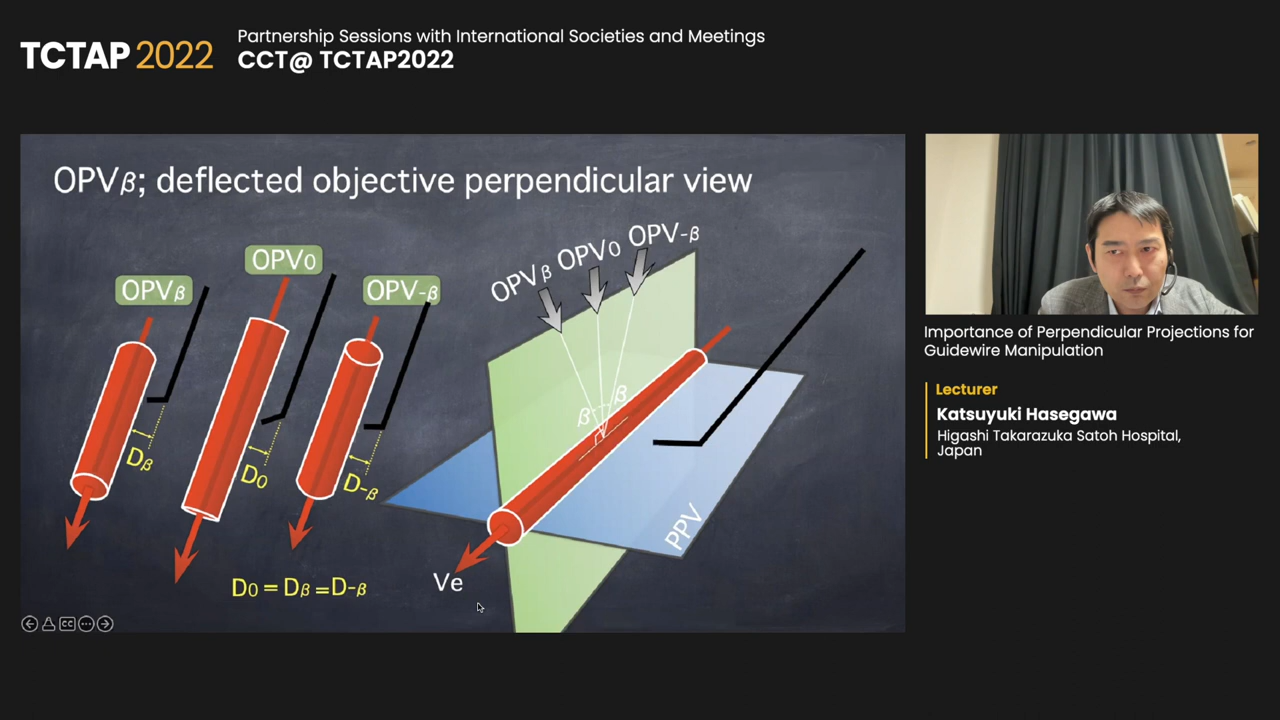 TCTAP 2022
Partnership Sessions with International Societies and Meetings
CCT@ TCTAP2022
OPVβ; deflected objective perpendicular view
OPVβ
OPV0
OPV-β
Dβ
D0
D-β
D0 = Dβ =D-β
OPVβ OPV0 OPV-β
β
β
PPV
Ve
CC
Importance of Perpendicular Projections for
Guidewire Manipulation
Lecturer
Katsuyuki Hasegawa
Higashi Takarazuka Satoh Hospital,
Japan